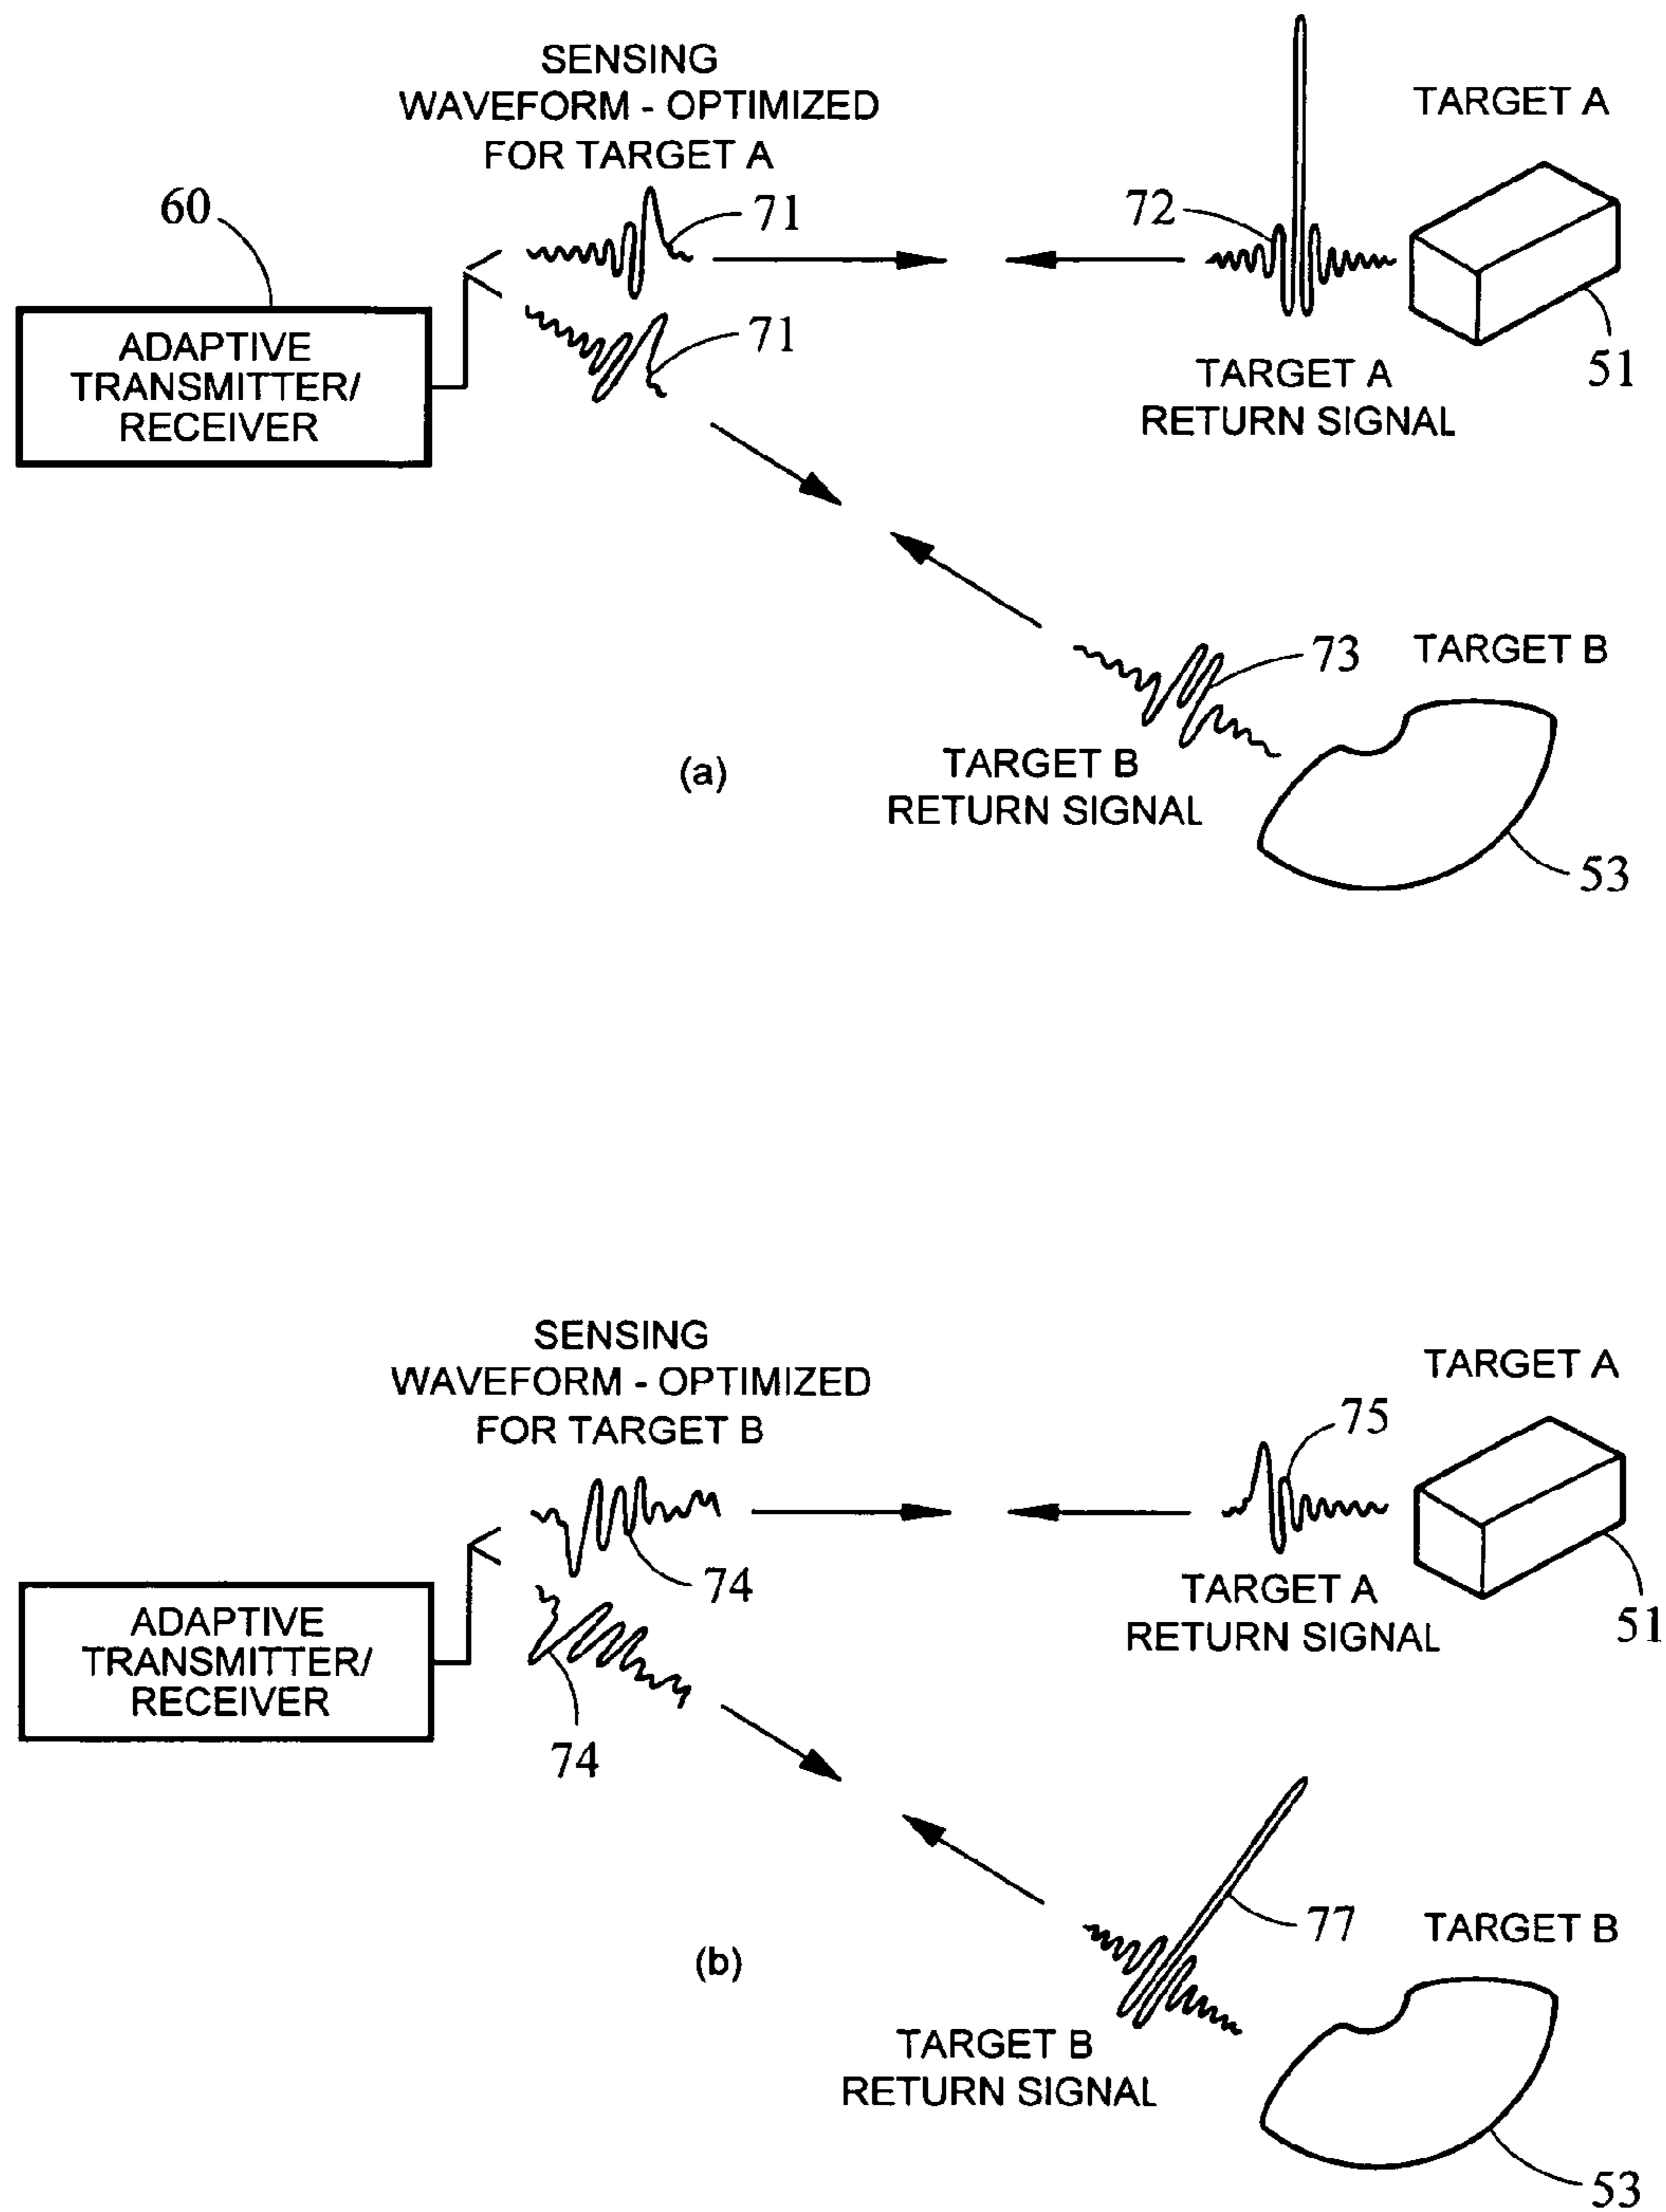 SENSING
WAVEFORM - OPTIMIZED
FOR TARGET A
TARGET A
60
71
72
71
ADAPTIVE
TRANSMITTER/
RECEIVER
TARGET A
RETURN SIGNAL
51
73
TARGET B
(a)
TARGET B
RETURN SIGNAL
53
SENSING
WAVEFORM - OPTIMIZED
FOR TARGET B
TARGET A
75
74
ADAPTIVE
TRANSMITTER/
RECEIVER
TARGET A
RETURN SIGNAL
51
74
77
TARGET B
(b)
TARGET B
RETURN SIGNAL
53